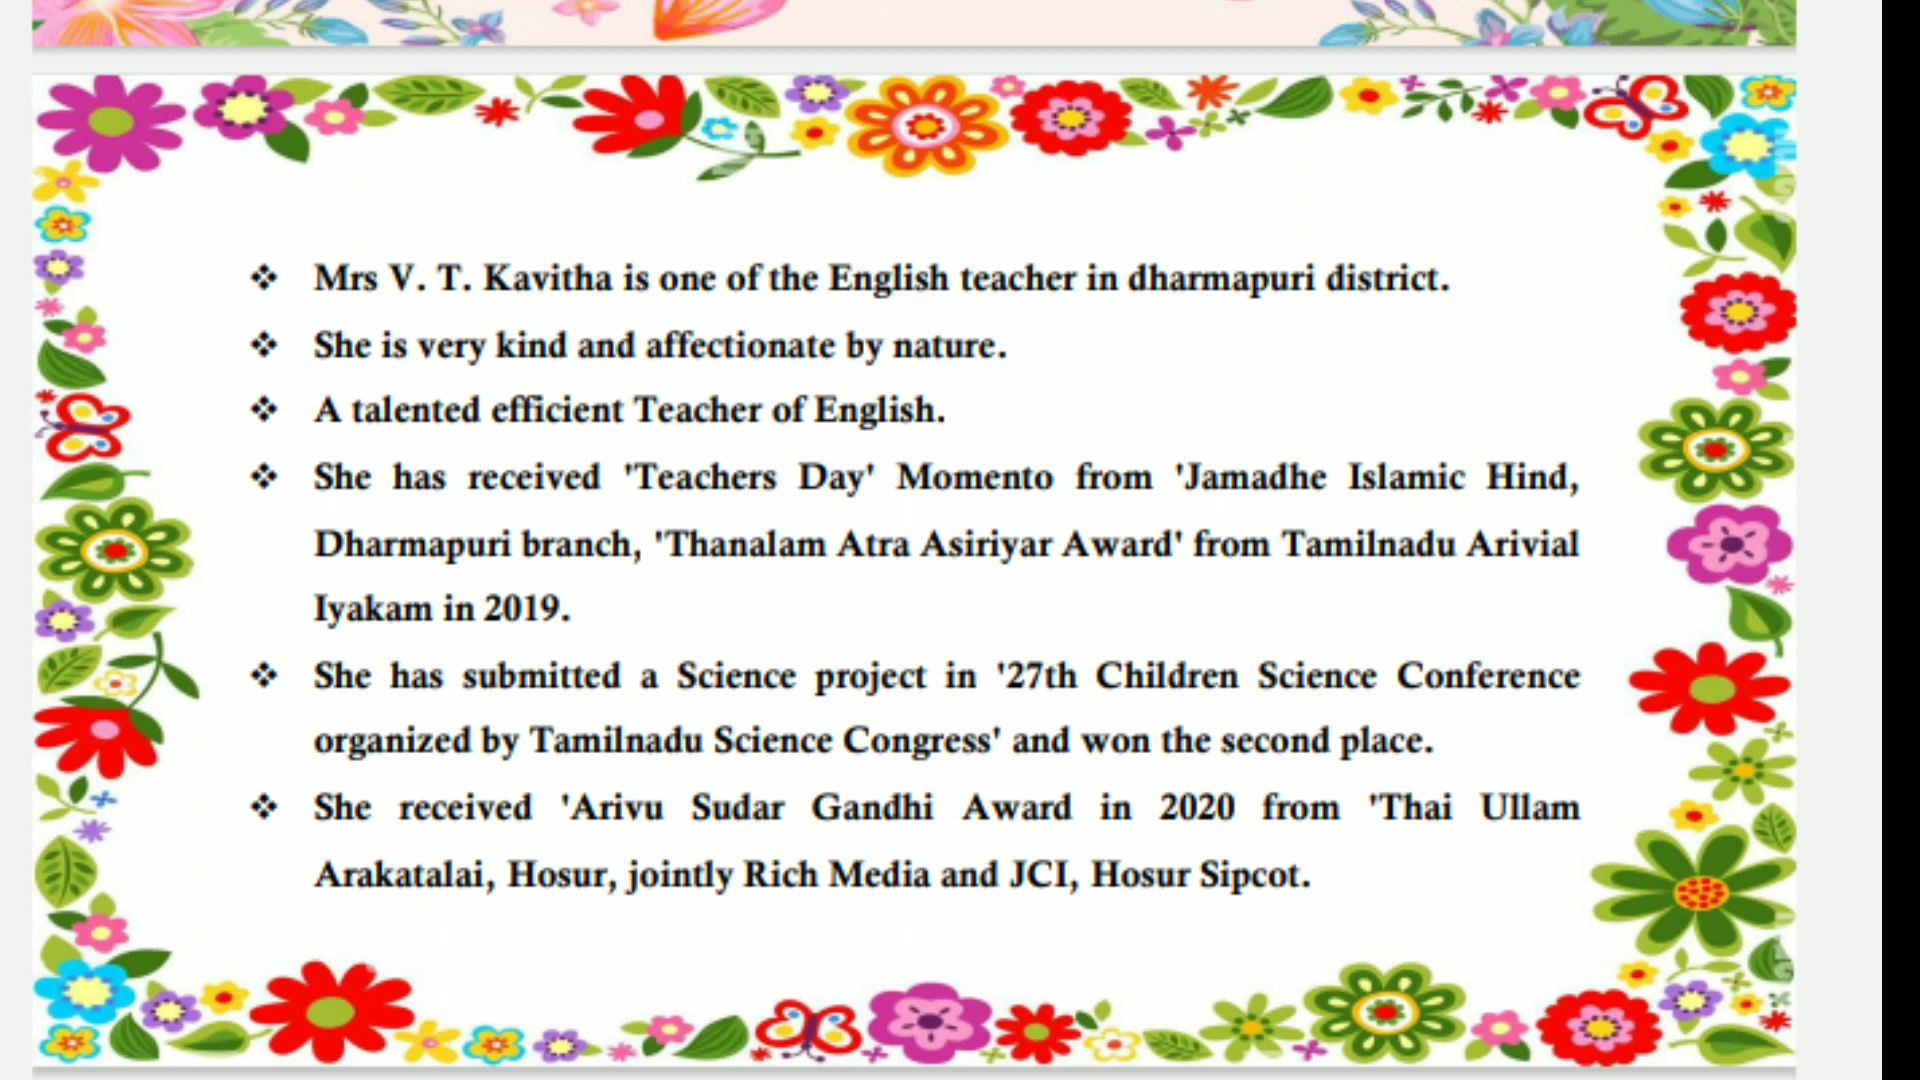 ❖ Mrs V. T. Kavitha is one of the English teacher in dharmapuri district.
❖ She is very kind and affectionate by nature.
❖ A talented efficient Teacher of English.
❖ She has received 'Teachers Day' Momento from 'Jamadhe Islamic Hind,
Dharmapuri branch, 'Thanalam Atra Asiriyar Award' from Tamilnadu Arivial
Iyakam in 2019.
❖ She has submitted a Science project in '27th Children Science Conference
organized by Tamilnadu Science Congress' and won the second place.
❖ She received 'Arivu Sudar Gandhi Award in 2020 from 'Thai Ullam
Arakatalai, Hosur, jointly Rich Media and JCI, Hosur Sipcot.